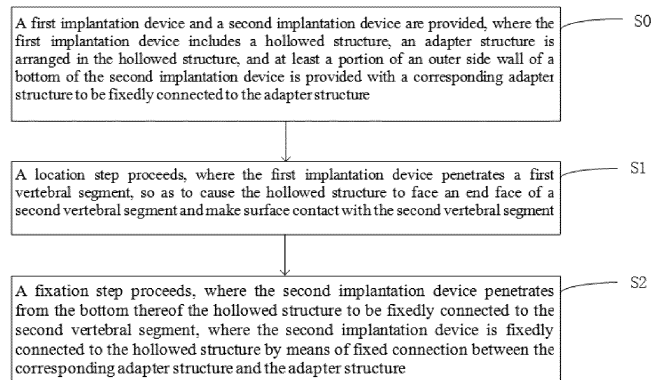 A first implantation device and a second implantation device are provided, where the
first implantation device includes a hollowed structure, an adapter structure is
arranged in the hollowed structure, and at least a portion of an outer side wall of a
bottom of the second implantation device is provided with a corresponding adapter
structure to be fixedly connected to the adapter structure
S0
A location step proceeds, where the first implantation device penetrates a first
vertebral segment, so as to cause the hollowed structure to face an end face of a
second vertebral segment and make surface contact with the second vertebral segment
S1
A fixation step proceeds, where the second implantation device penetrates
from the bottom thereof the hollowed structure to be fixedly connected to the
second vertebral segment, where the second implantation device is fixedly
connected to the hollowed structure by means of fixed connection between the
corresponding adapter structure and the adapter structure
S2